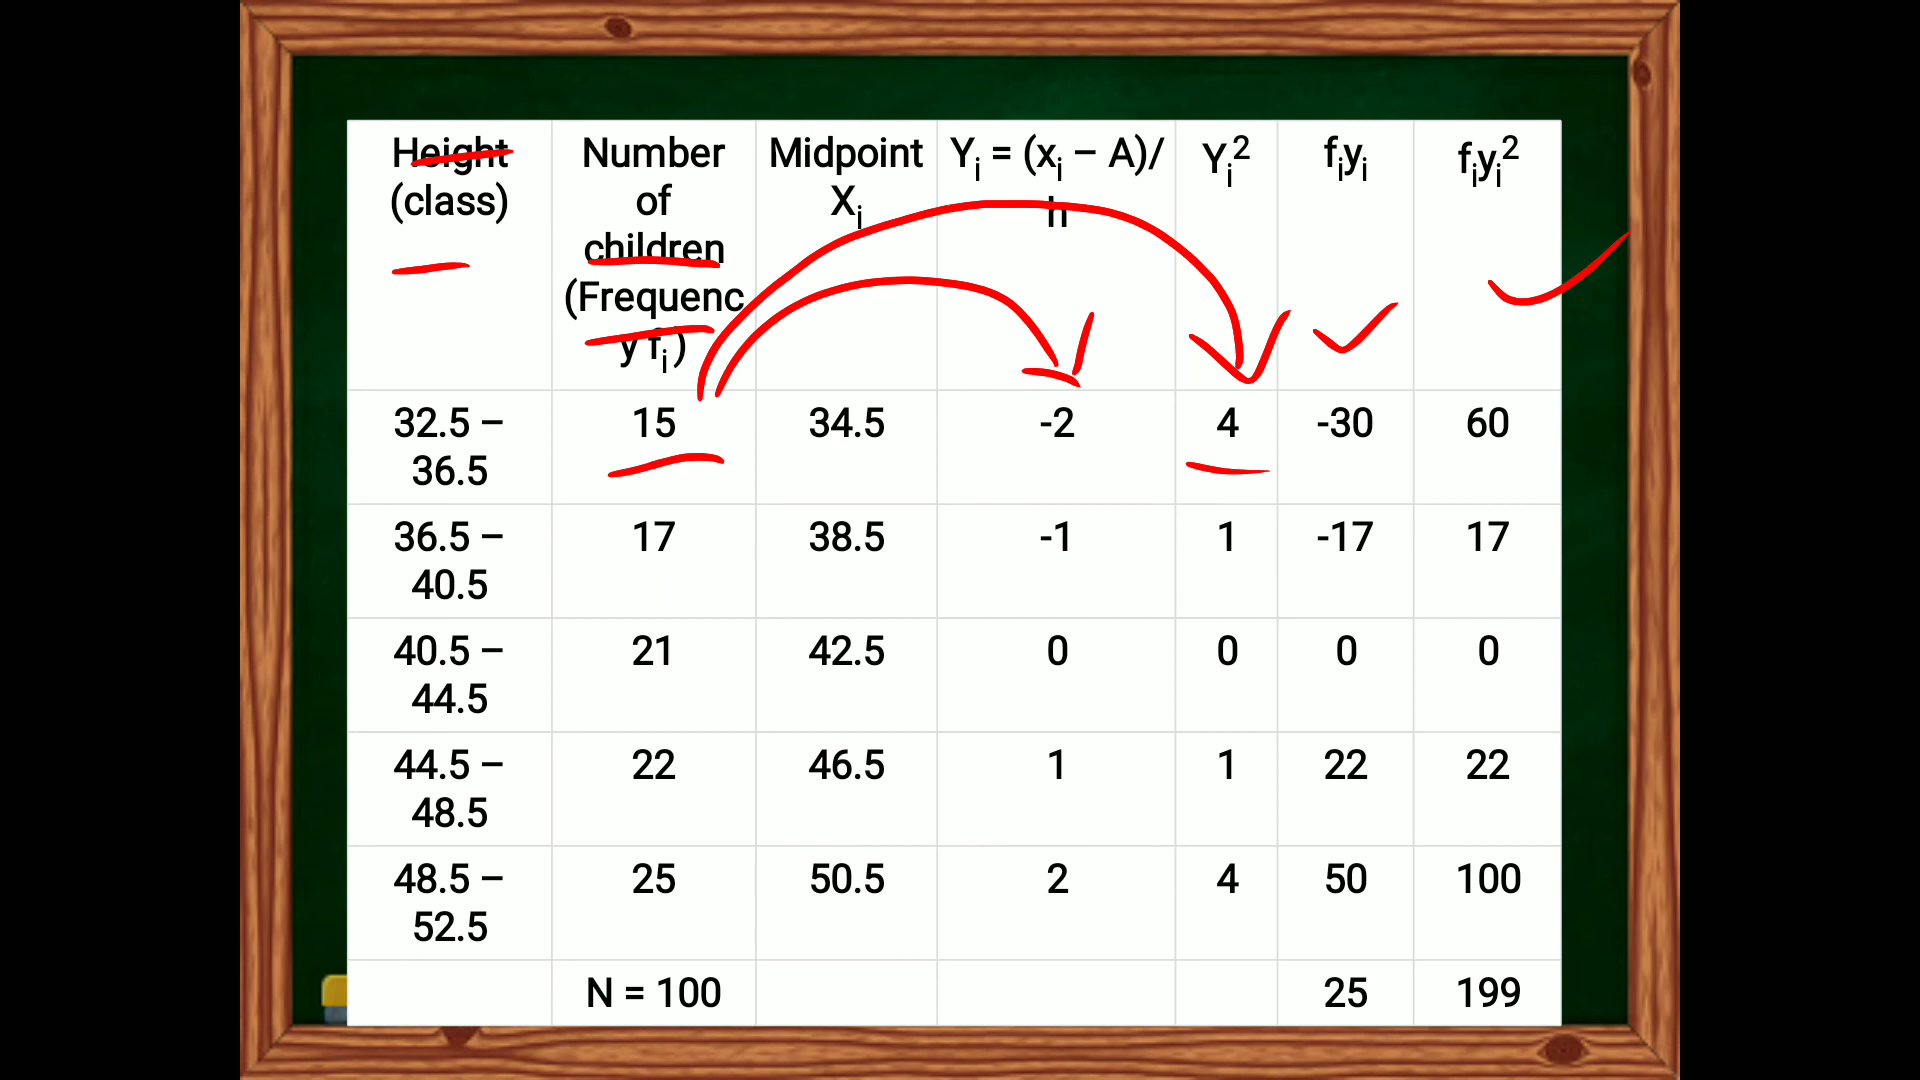 Height (class) Number of children (Frequency fi) Midpoint Xi Yi = (xi – A)/h Yi2 fiyi fiyi2
32.5 – 36.5 15 34.5 -2 4 -30 60
36.5 – 40.5 17 38.5 -1 1 -17 17
40.5 – 44.5 21 42.5 0 0 0 0
44.5 – 48.5 22 46.5 1 1 22 22
48.5 – 52.5 25 50.5 2 4 50 100
N = 100 25 199